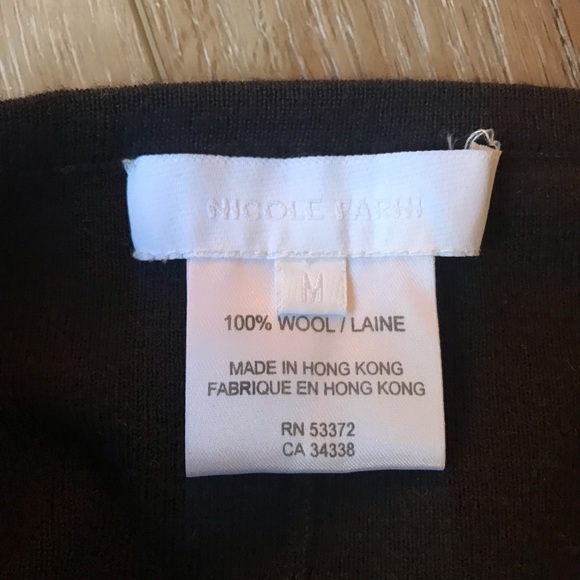 NICOLE FARHI
M
100% WOOL / LAINE
MADE IN HONG KONG
FABRIQUE EN HONG KONG
RN 53372
CA 34338